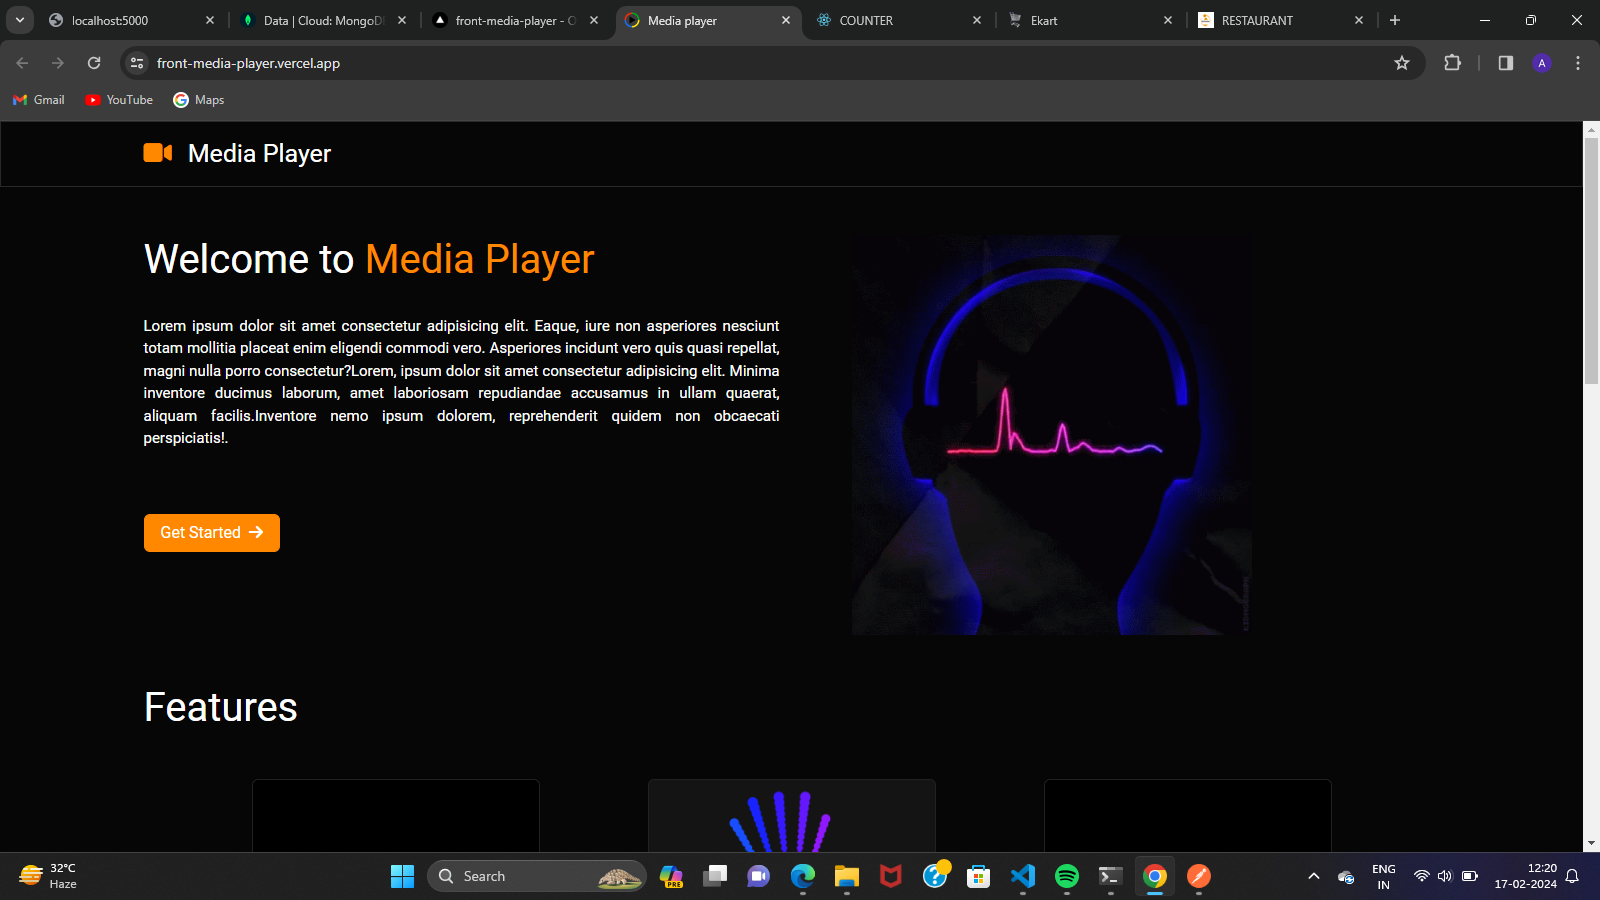 localhost:5000
Data | Cloud: MongoD
front-media-player - O
Media player
COUNTER
Ekart
RESTAURANT
front-media-player.vercel.app
A
Gmail
YouTube
Maps
Media Player
Welcome to Media Player
Lorem ipsum dolor sit amet consectetur adipisicing elit. Eaque, iure non asperiores nesciunt
totam mollitia placeat enim eligendi commodi vero. Asperiores incidunt vero quis quasi repellat,
magni nulla porro consectetur?Lorem, ipsum dolor sit amet consectetur adipisicing elit. Minima
inventore ducimus laborum, amet laboriosam repudiandae accusamus in ullam quaerat,
aliquam facilis.Inventore nemo ipsum dolorem, reprehenderit quidem non obcaecati
perspiciatis!.
Get Started
Features
32°C
Haze
Search
PRE
ENG
IN
12:20
17-02-2024